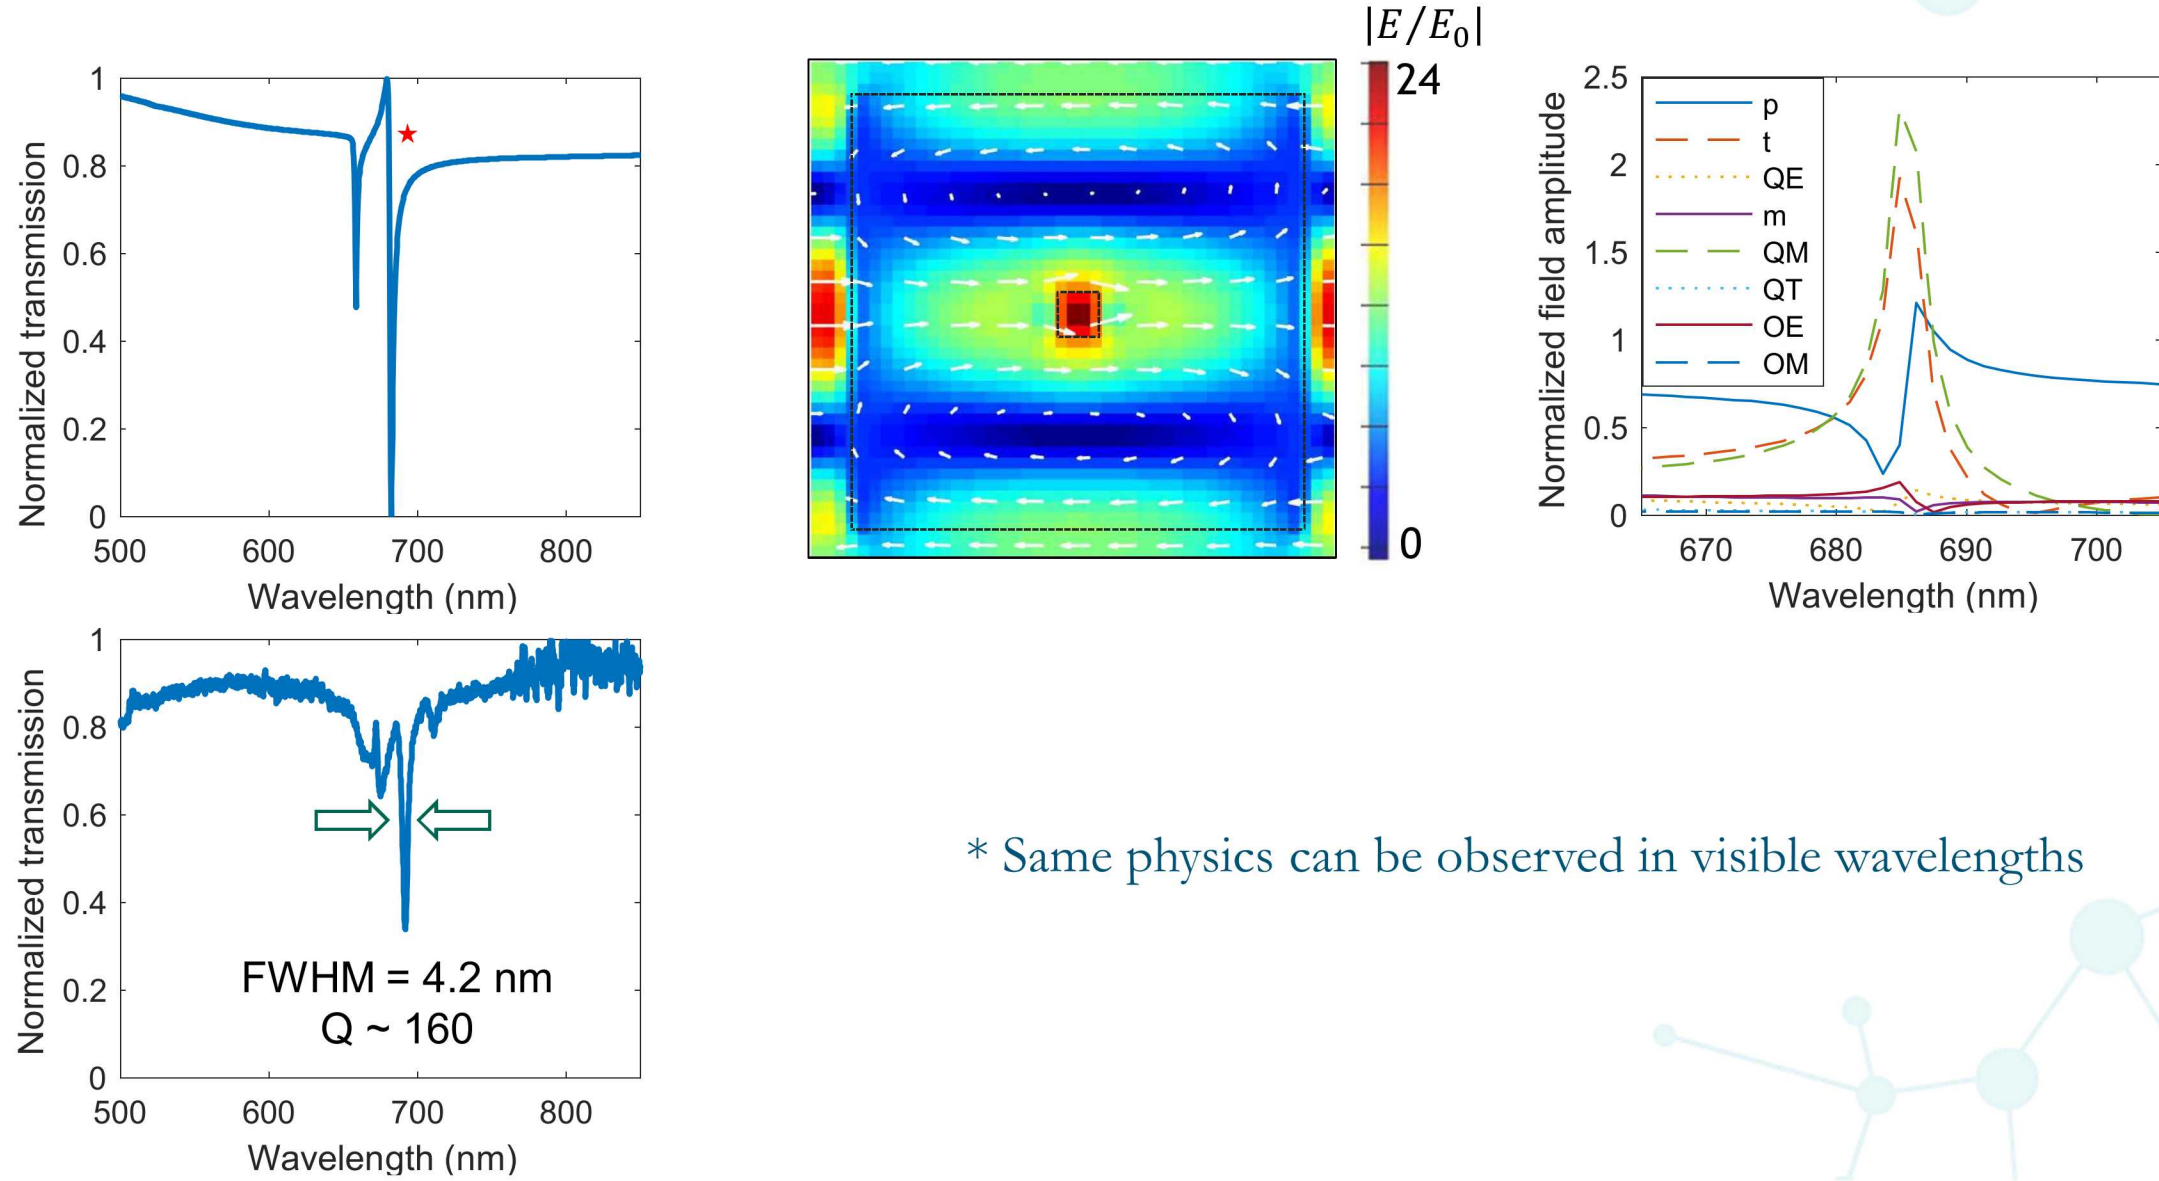 Normalized transmission
1
0.8
0.6
0.4
0.2
0
500 600 700 800
Wavelength (nm)
|E/E₀|
24
0
Normalized field amplitude
2.5
2
1.5
1
0.5
0
p
t
QE
m
QM
QT
OE
OM
670 680 690 700
Wavelength (nm)
Normalized transmission
1
0.8
0.6
0.4
0.2
0
FWHM = 4.2 nm
Q ~ 160
500 600 700 800
Wavelength (nm)
* Same physics can be observed in visible wavelengths